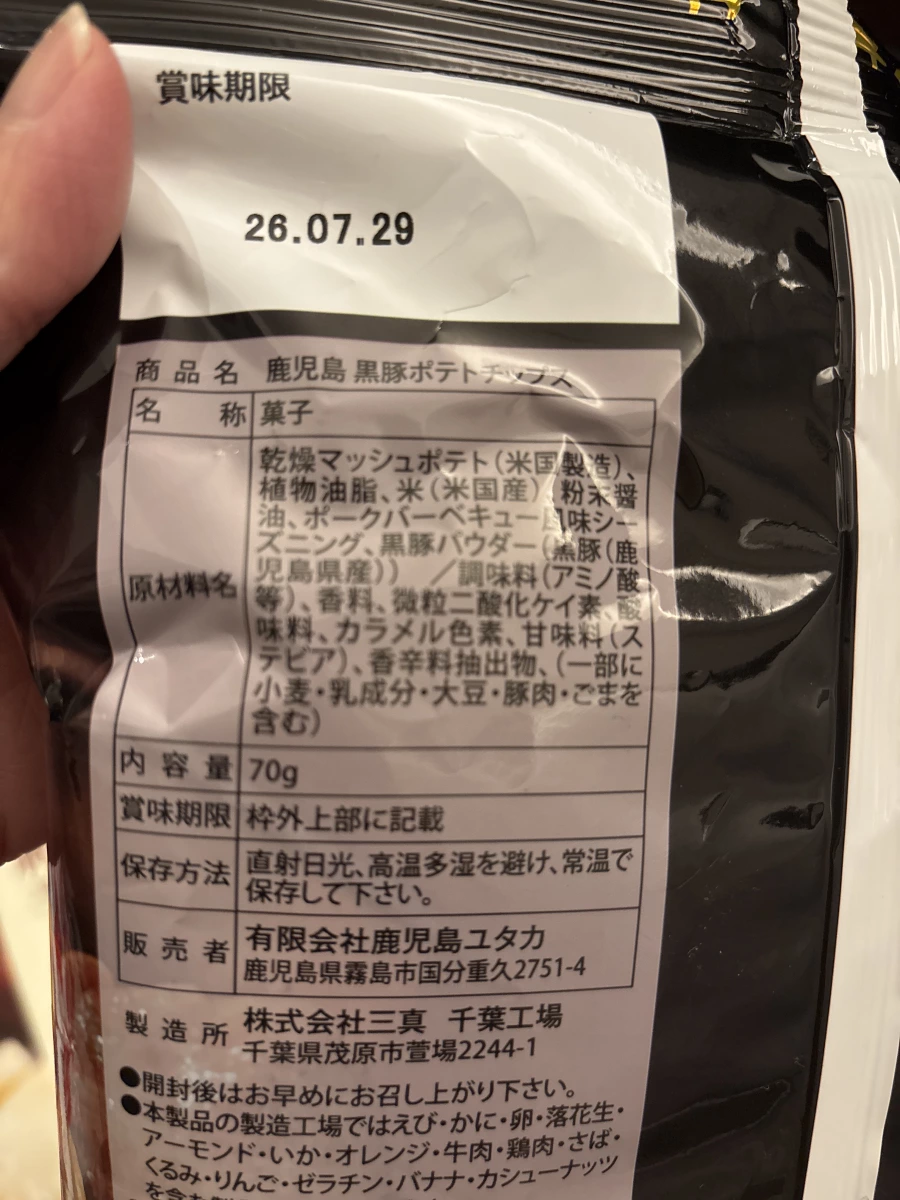 賞味期限
26.07.29
商品名 鹿児島 黒豚ポテトチップス
名称 菓子
原材料名
乾燥マッシュポテト(米国製造)、
植物油脂、米(米国産)、粉末醤
油、ポークバーベキュー風味シー
ズニング、黒豚パウダー(黒豚(鹿
児島県産)) /調味料(アミノ酸
等)、香料、微粒二酸化ケイ素、酸
味料、カラメル色素、甘味料(ス
テビア)、香辛料抽出物、(一部に
小麦・乳成分・大豆・豚肉・ごまを
含む)
内容量 70g
賞味期限 枠外上部に記載
保存方法 直射日光、高温多湿を避け、常温で
保存して下さい。
販売者 有限会社鹿児島ユタカ
鹿児島県霧島市国分重久2751-4
製造所 株式会社三真 千葉工場
千葉県茂原市萱場2244-1
●開封後はお早めにお召し上がり下さい。
●本製品の製造工場ではえび・かに・卵・落花生・
アーモンド・いか・オレンジ・牛肉・鶏肉・さば・
くるみ・りんご・ゼラチン・バナナ・カシューナッツ
を含む